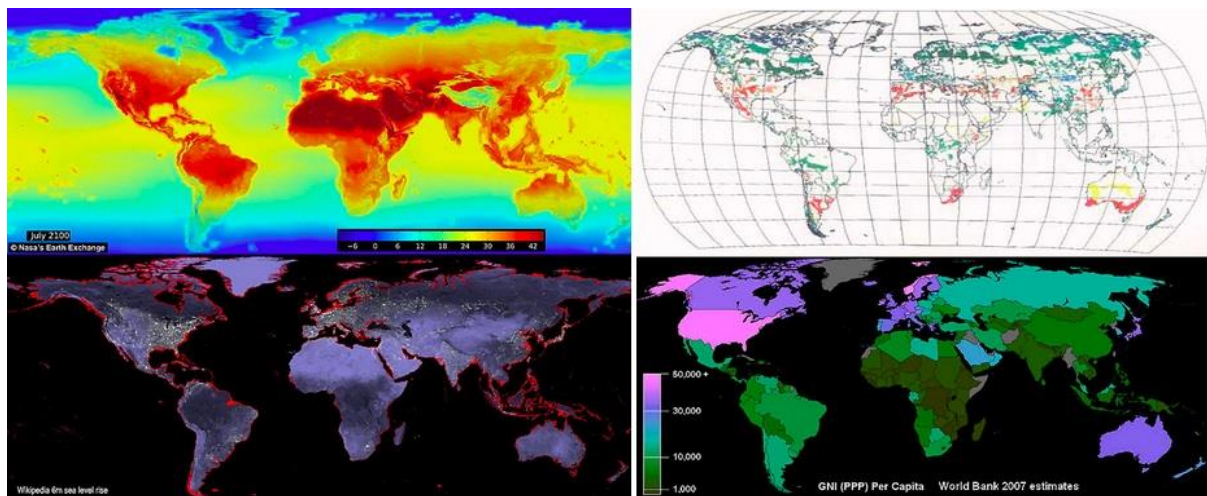 July 2100
© Nasa's Earth Exchange
-6 0 6 12 18 24 30 36 42
Wikipedia 6m sea level rise
50,000 +
30,000
10,000
1,000
GNI (PPP) Per Capita World Bank 2007 estimates